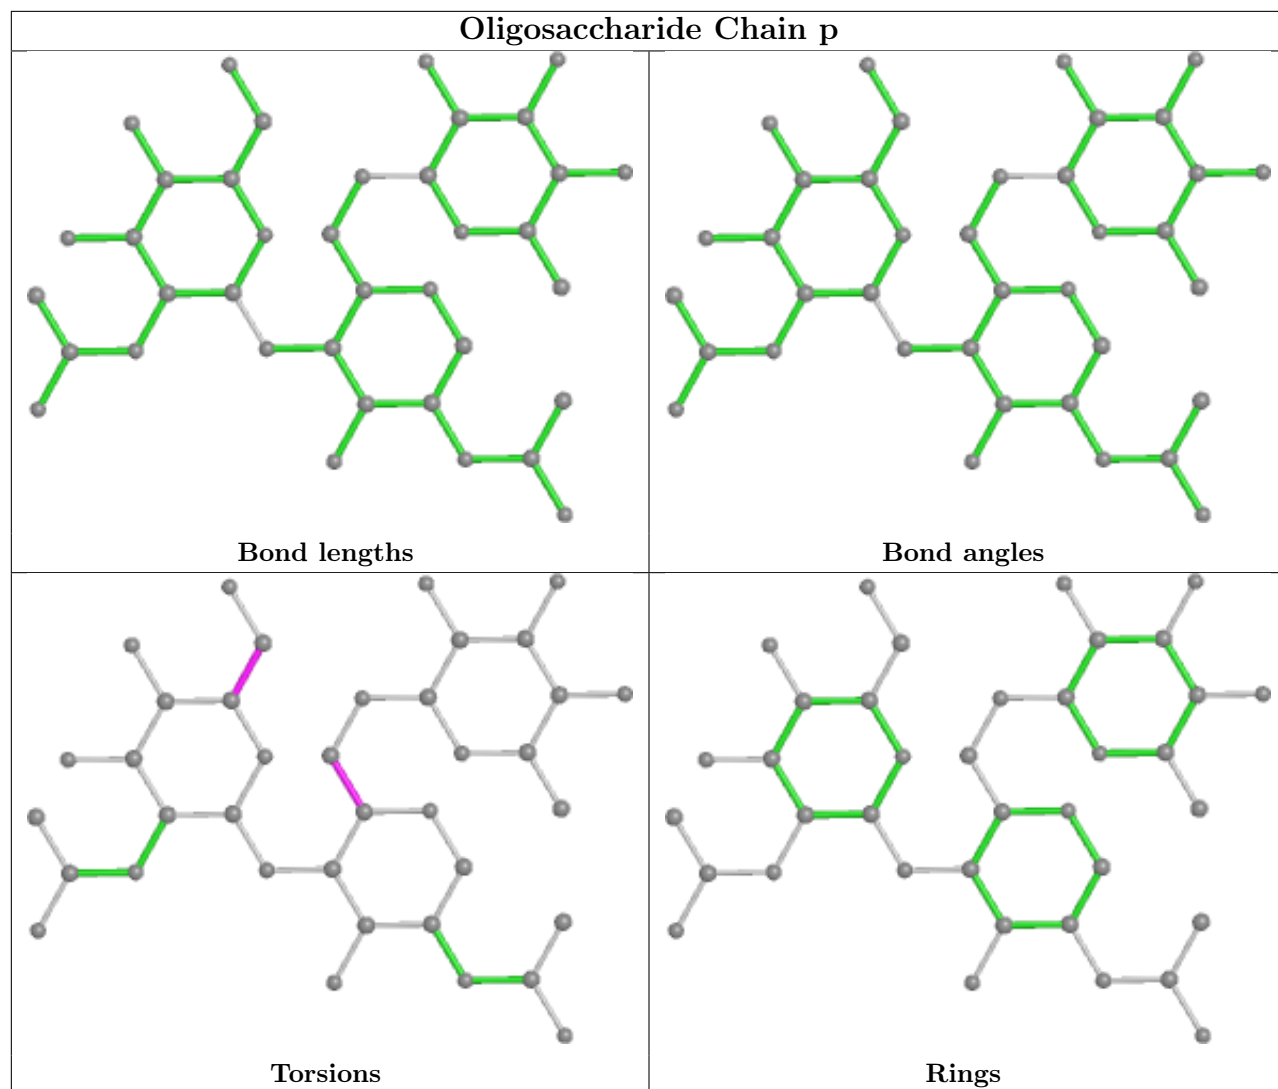 Oligosaccharide Chain p
Bond lengths
Bond angles
Torsions
Rings